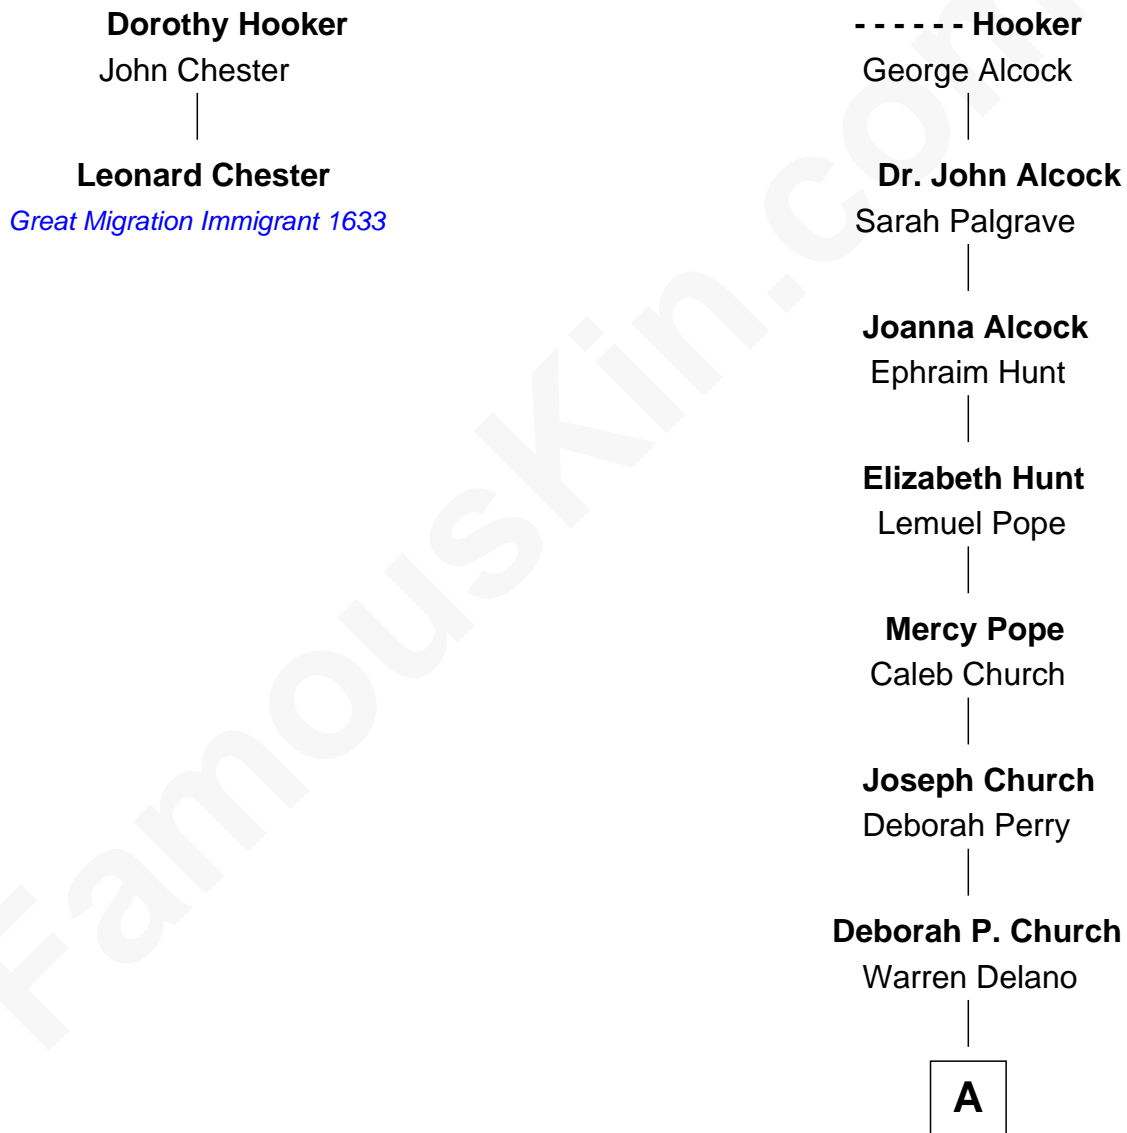 Dorothy Hooker
John Chester
Leonard Chester
Great Migration Immigrant 1633
- - - - - - Hooker
George Alcock
Dr. John Alcock
Sarah Palgrave
Joanna Alcock
Ephraim Hunt
Elizabeth Hunt
Lemuel Pope
Mercy Pope
Caleb Church
Joseph Church
Deborah Perry
Deborah P. Church
Warren Delano
A
FamousKin.com